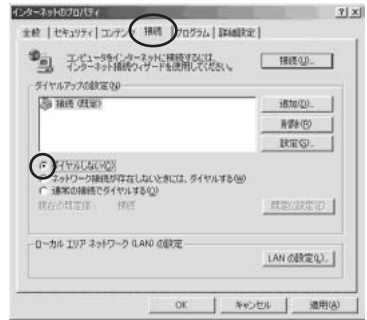 インターネットのプロパティ
全般 セキュリティ コンテンツ 接続 プログラム 詳細設定
コンピュータをインターネットに接続するには、
インターネット接続ウィザードを使用してください。
接続(U)...
ダイヤルアップの設定(N)
接続 (既定)
追加(D)...
削除(R)
設定(S)...
ダイヤルしない(C)
ネットワーク接続が存在しないときには、ダイヤルする(W)
通常の接続でダイヤルする(O)
現在の既定値: 接続
既定に設定(E)
ローカル エリア ネットワーク (LAN) の設定
LAN の設定(L)...
OK キャンセル 適用(A)